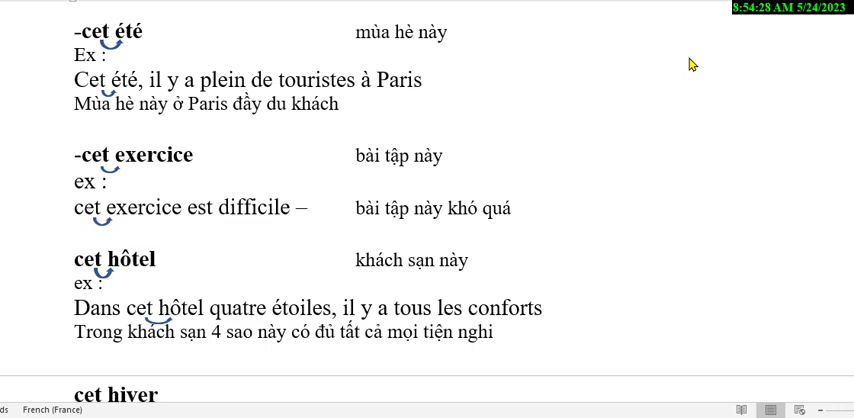 8:54:28 AM 5/24/2023
-cet été mùa hè này
Ex :
Cet été, il y a plein de touristes à Paris
Mùa hè này ở Paris đầy du khách
-cet exercice bài tập này
ex :
cet exercice est difficile – bài tập này khó quá
cet hôtel khách sạn này
ex :
Dans cet hôtel quatre étoiles, il y a tous les conforts
Trong khách sạn 4 sao này có đủ tất cả mọi tiện nghi
cet hiver
ds French (France)